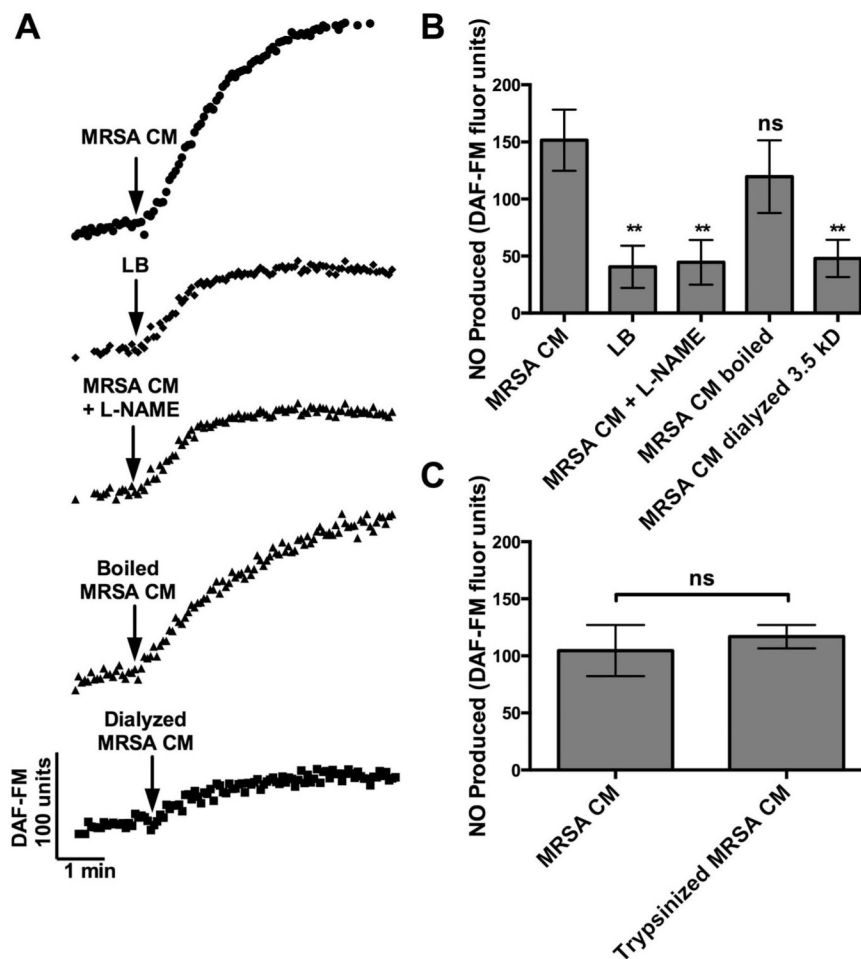 A
MRSA CM
LB
MRSA CM
+ L-NAME
Boiled
MRSA CM
Dialyzed
MRSA CM
DAF-FM
100 units
1 min
B
NO Produced (DAF-FM fluor units)
200
150
100
50
0
**
**
ns
**
MRSA CM
LB
MRSA CM + L-NAME
MRSA CM boiled
MRSA CM dialyzed 3.5 kD
C
NO Produced (DAF-FM fluor units)
200
150
100
50
0
ns
MRSA CM
Trypsinized MRSA CM